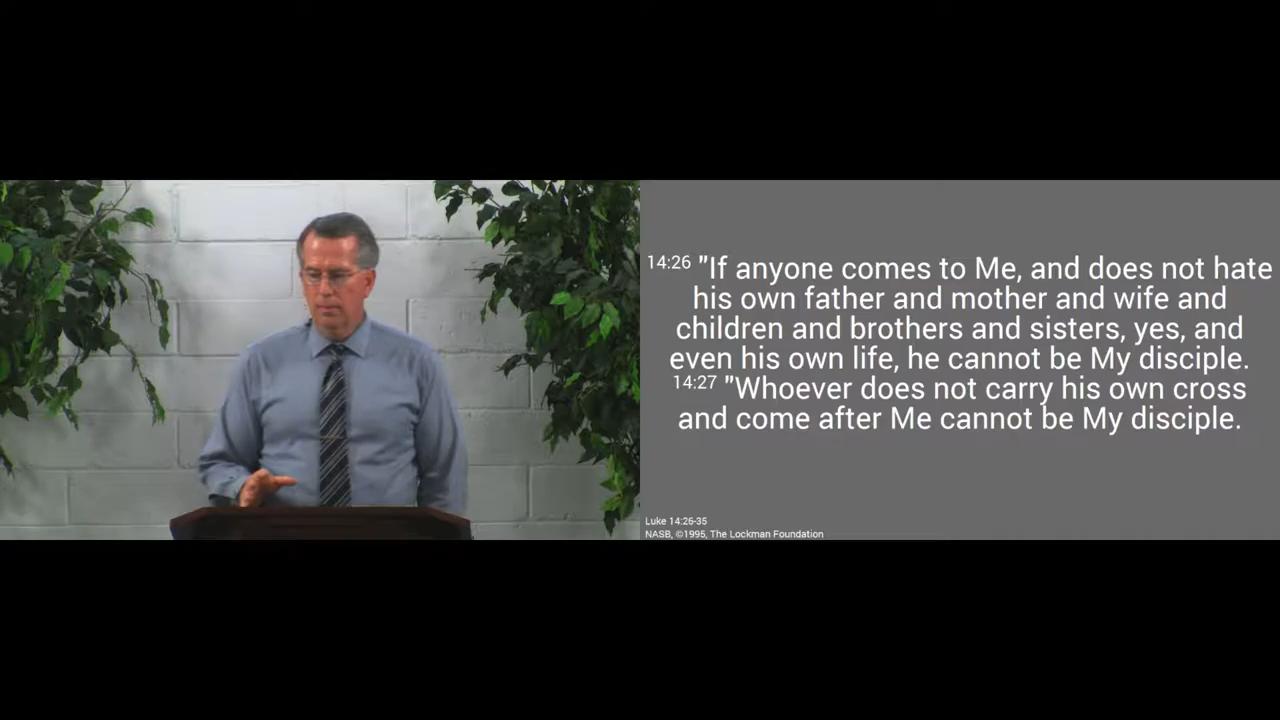 14:26 "If anyone comes to Me, and does not hate
his own father and mother and wife and
children and brothers and sisters, yes, and
even his own life, he cannot be My disciple.
14:27 "Whoever does not carry his own cross
and come after Me cannot be My disciple.
Luke 14:26-35
NASB, ©1995, The Lockman Foundation